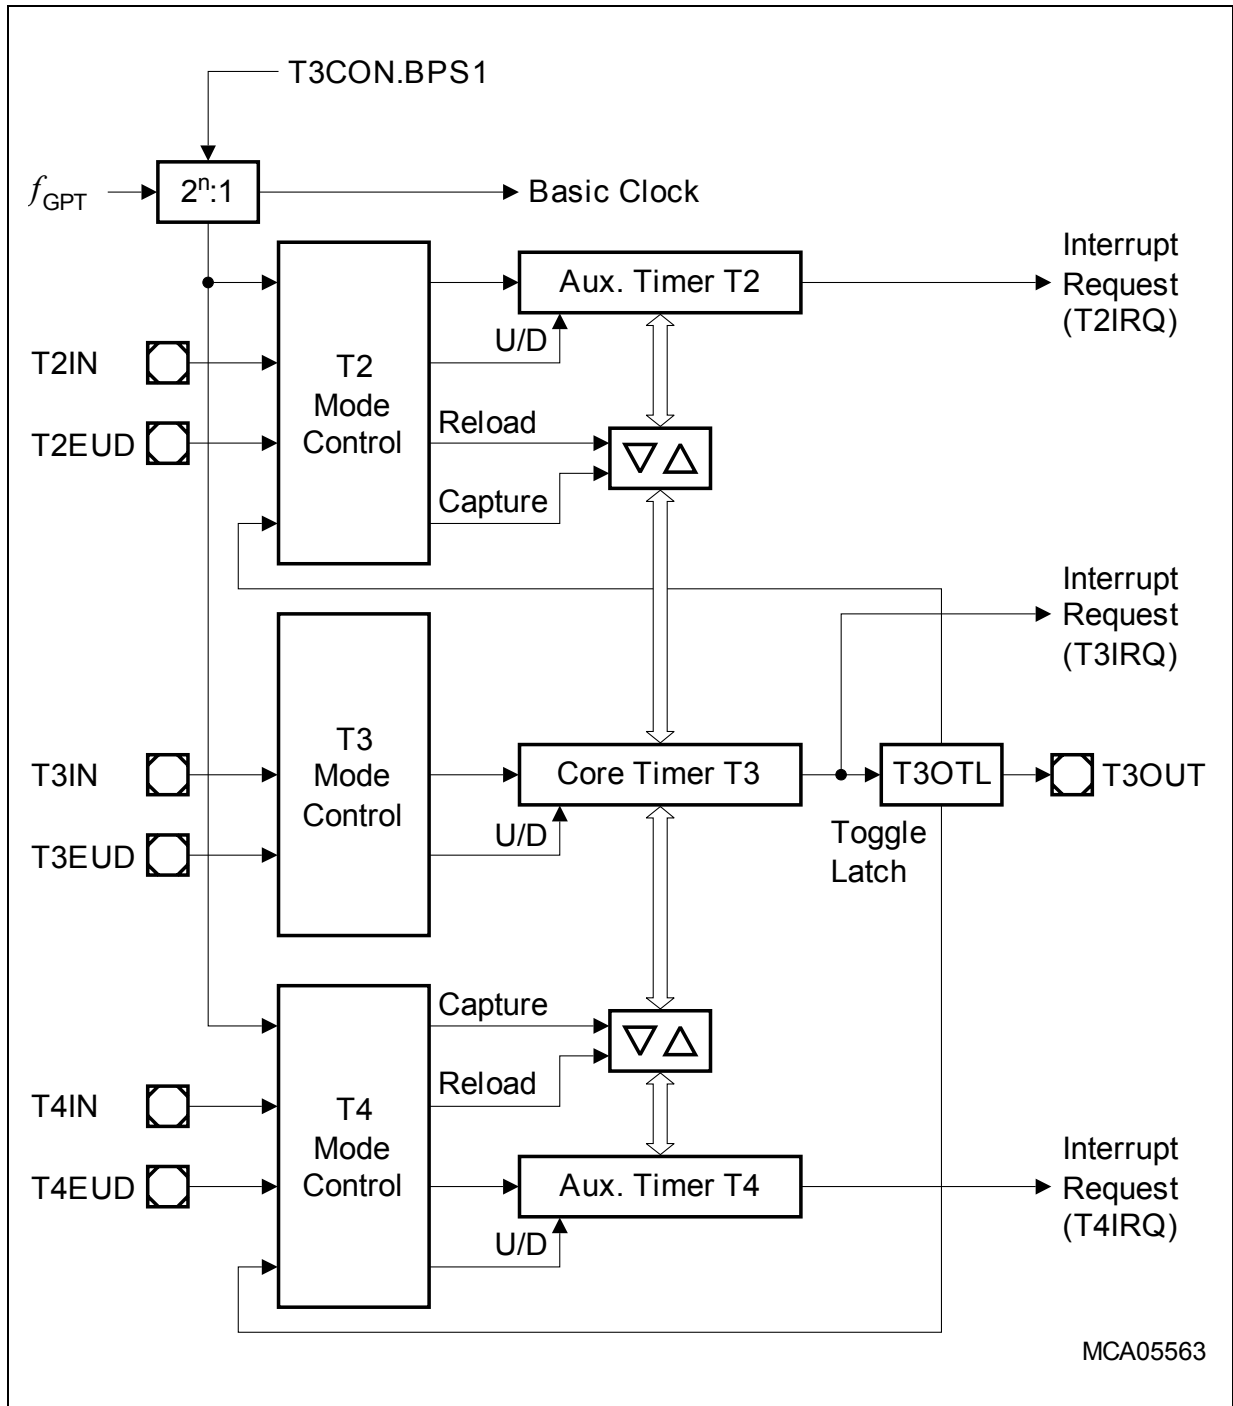 T3CON.BPS1
fGPT
2ⁿ:1
Basic Clock
Interrupt
Request
(T2IRQ)
Aux. Timer T2
U/D
T2IN
T2
Mode
Control
T2EUD
Reload
Capture
Interrupt
Request
(T3IRQ)
T3
Mode
Control
T3IN
Core Timer T3
T3OTL
T3OUT
U/D
Toggle
Latch
T3EUD
Capture
Reload
T4IN
T4
Mode
Control
T4EUD
Aux. Timer T4
U/D
Interrupt
Request
(T4IRQ)
MCA05563